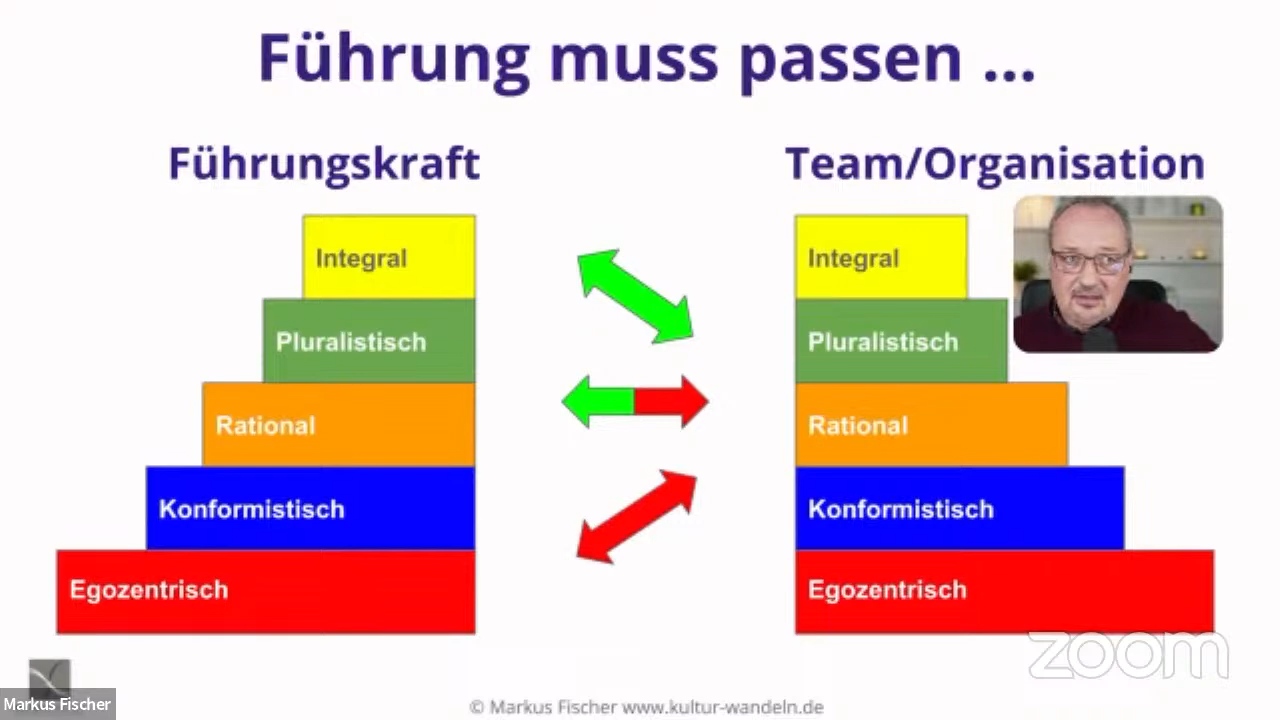 Führung muss passen ...
Führungskraft
Team/Organisation
Integral
Pluralistisch
Rational
Konformistisch
Egozentrisch
Integral
Pluralistisch
Rational
Konformistisch
Egozentrisch
zoom
Markus Fischer
© Markus Fischer www.kultur-wandeln.de